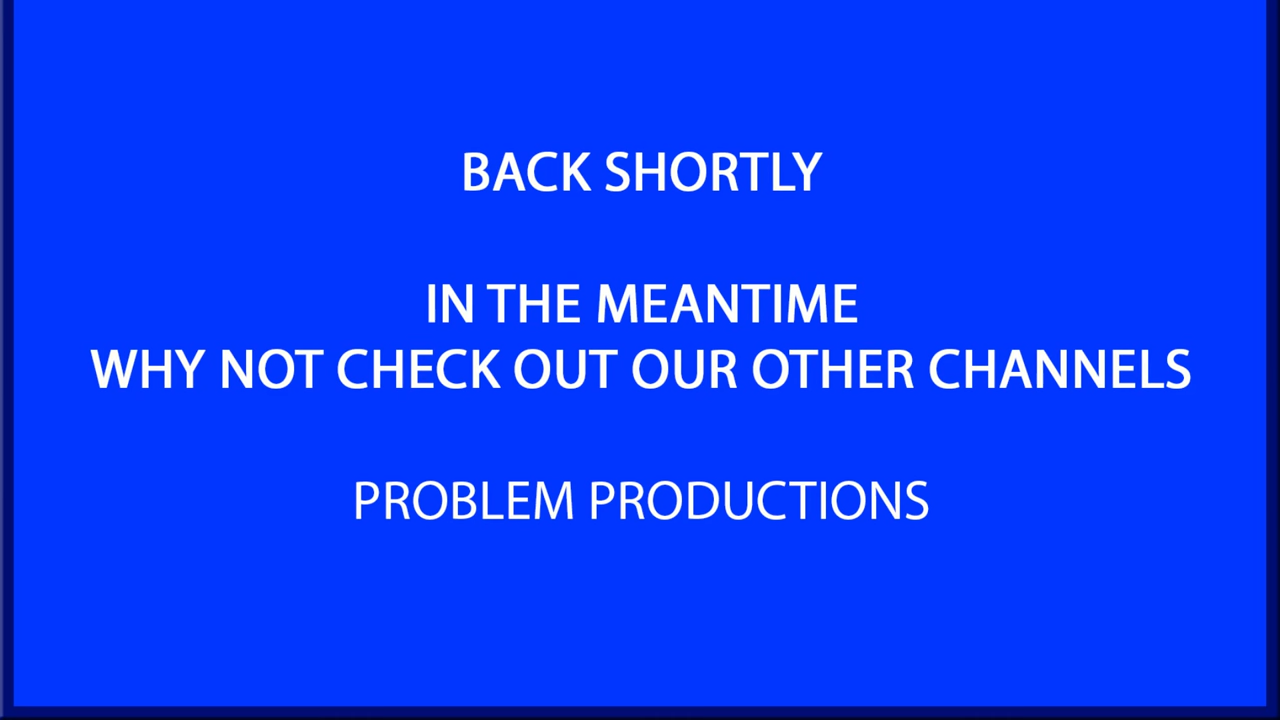 BACK SHORTLY
IN THE MEANTIME
WHY NOT CHECK OUT OUR OTHER CHANNELS
PROBLEM PRODUCTIONS